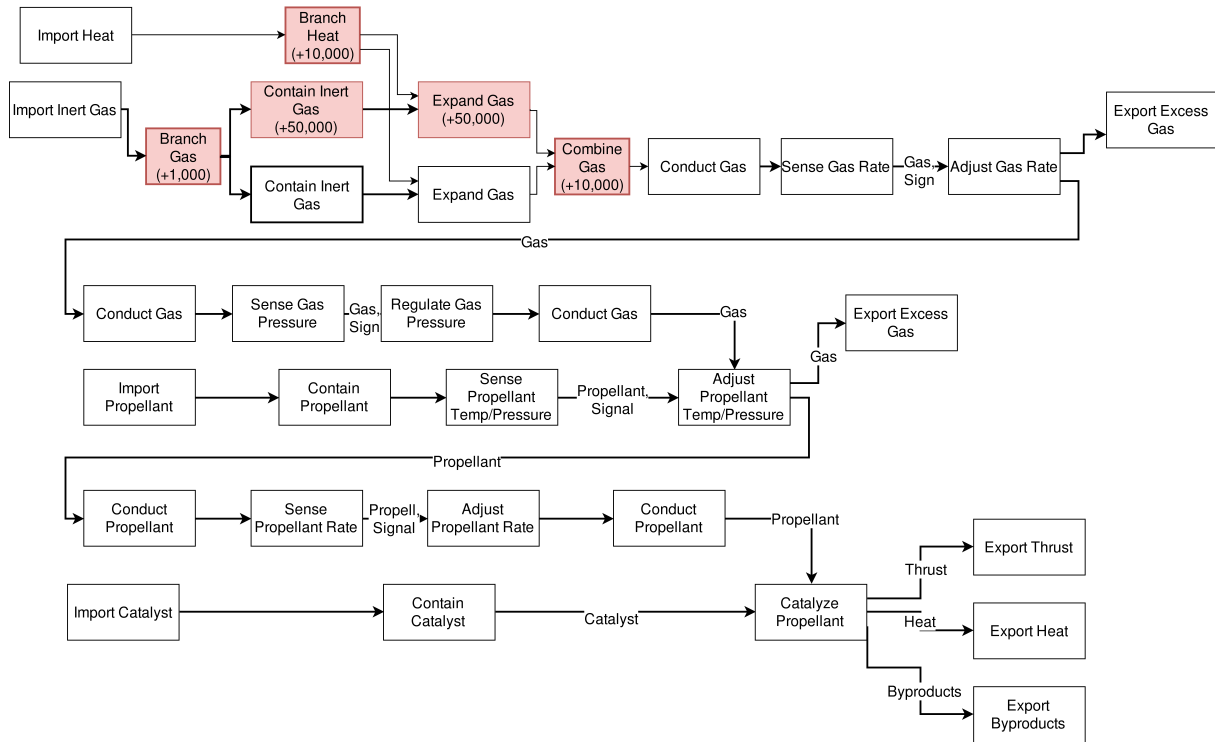 Import Heat
Branch
Heat
(+10,000)
Import Inert Gas
Contain Inert
Gas
(+50,000)
Expand Gas
(+50,000)
Export Excess
Gas
Branch
Gas
(+1,000)
Combine
Gas
(+10,000)
Conduct Gas
Sense Gas Rate
Gas,
Sign
Adjust Gas Rate
Contain Inert
Gas
Expand Gas
Gas
Conduct Gas
Sense Gas
Pressure
Gas,
Sign
Regulate Gas
Pressure
Conduct Gas
Gas
Export Excess
Gas
Gas
Import
Propellant
Contain
Propellant
Sense
Propellant
Temp/Pressure
Propellant,
Signal
Adjust
Propellant
Temp/Pressure
Propellant
Conduct
Propellant
Sense
Propellant Rate
Propell,
Signal
Adjust
Propellant Rate
Conduct
Propellant
Propellant
Export Thrust
Thrust
Import Catalyst
Contain
Catalyst
Catalyst
Catalyze
Propellant
Heat
Export Heat
Byproducts
Export
Byproducts